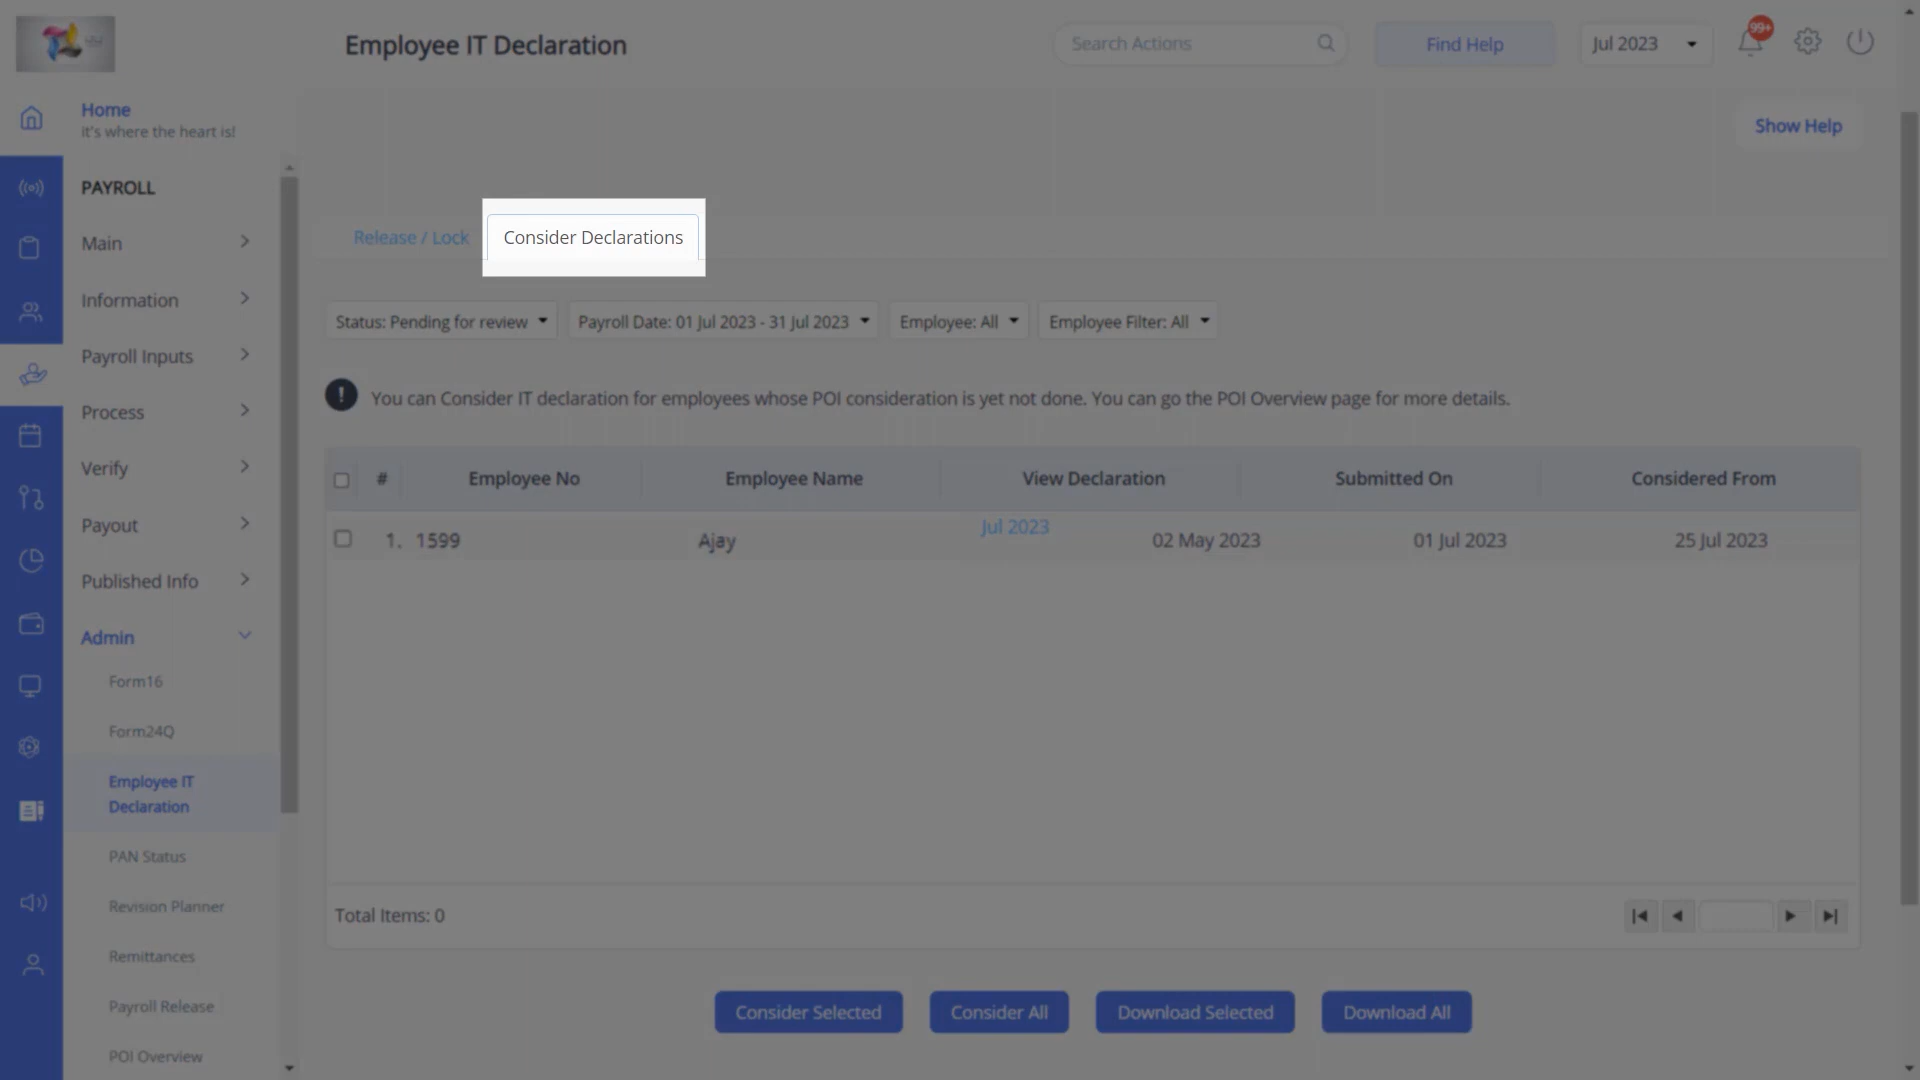 Employee IT Declaration
Search Actions
Find Help
Jul 2023
99+
Home
It's where the heart is!
Show Help
PAYROLL
Main
Information
Payroll Inputs
Process
Verify
Payout
Published Info
Admin
Form16
Form24Q
Employee IT
Declaration
PAN Status
Revision Planner
Remittances
Payroll Release
POI Overview
Release / Lock
Consider Declarations
Status: Pending for review
Payroll Date: 01 Jul 2023 - 31 Jul 2023
Employee: All
Employee Filter: All
You can Consider IT declaration for employees whose POI consideration is yet not done. You can go the POI Overview page for more details.
# Employee No Employee Name View Declaration Submitted On Considered From
1. 1599 Ajay Jul 2023 02 May 2023 01 Jul 2023 25 Jul 2023
Total Items: 0
Consider Selected
Consider All
Download Selected
Download All